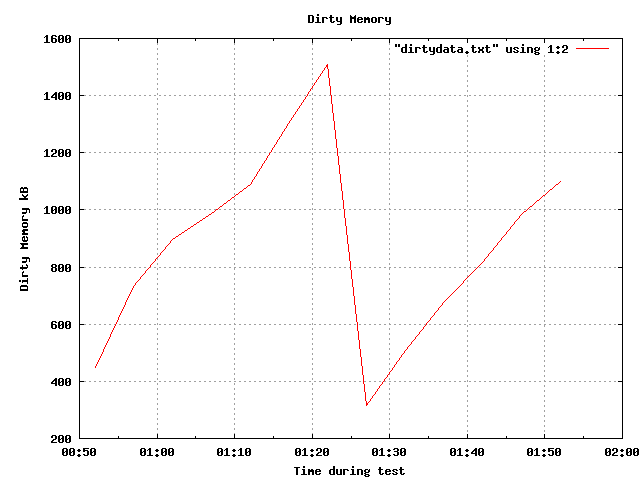 Dirty Memory
"dirtydata.txt" using 1:2
1600
1400
1200
1000
800
600
400
200
Dirty Memory kB
00:50 01:00 01:10 01:20 01:30 01:40 01:50 02:00
Time during test